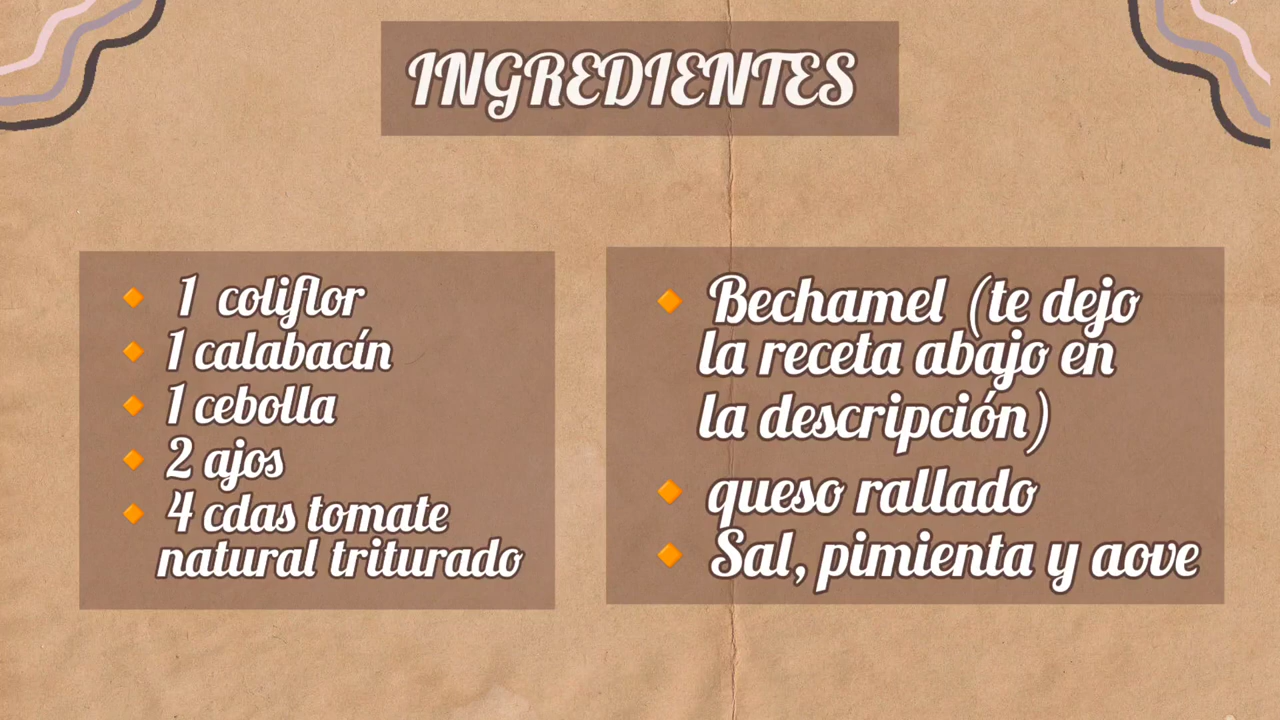 INGREDIENTES
1 coliflor
1 calabacín
1 cebolla
2 ajos
4 cdas tomate
natural triturado
Bechamel (te dejo
la receta abajo en
la descripción)
queso rallado
Sal, pimienta y aove